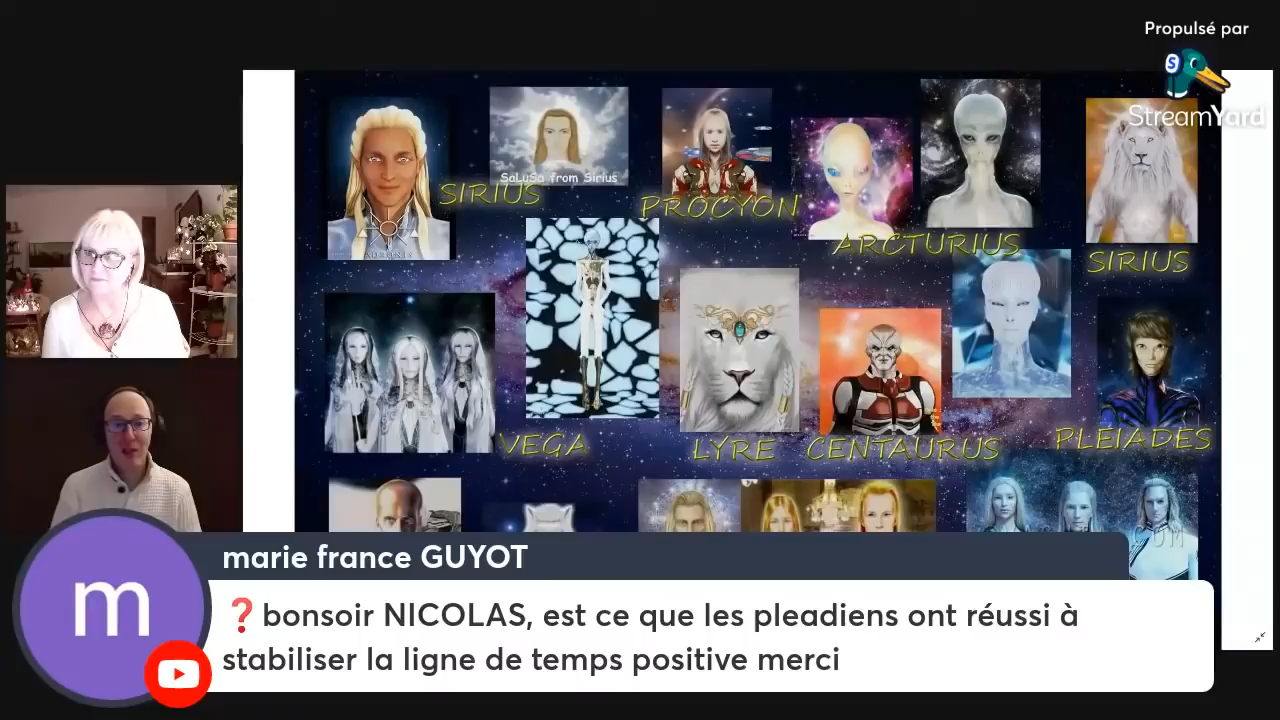 Propulsé par
StreamYard
SaLuSa from Sirius
SIRIUS
PROCYON
ARCTURIUS
SIRIUS
VEGA
LYRE
CENTAURUS
PLEIADES
m
marie france GUYOT
❓bonsoir NICOLAS, est ce que les pleadiens ont réussi à
stabiliser la ligne de temps positive merci